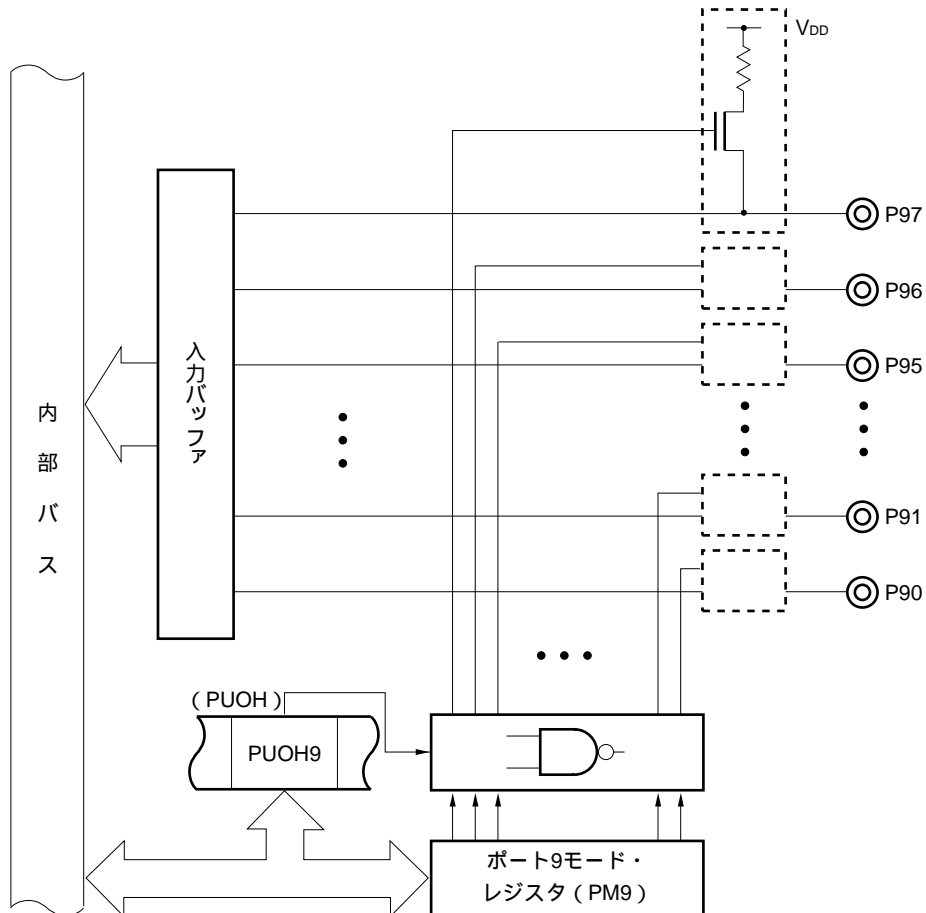 VDD
P97
P96
P95
P91
P90
入力バッファ
内部バス
（PUOH）
PUOH9
ポート9モード・
レジスタ（PM9）